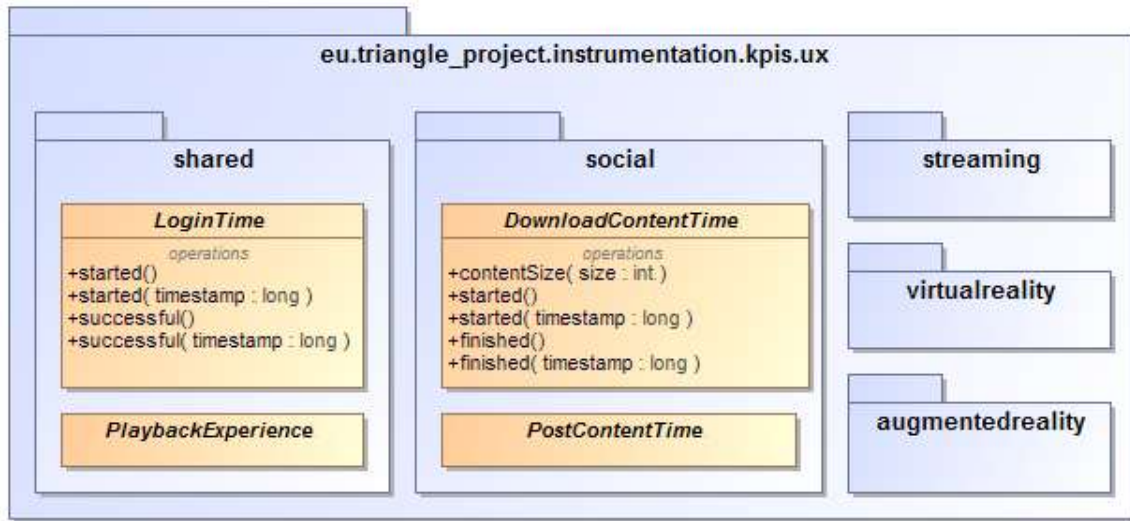 eu.triangle_project.instrumentation.kpis.ux
shared
LoginTime
operations
+started()
+started( timestamp : long )
+successful()
+successful( timestamp : long )
PlaybackExperience
social
DownloadContentTime
operations
+contentSize( size : int )
+started()
+started( timestamp : long )
+finished()
+finished( timestamp : long )
PostContentTime
streaming
virtualreality
augmentedreality